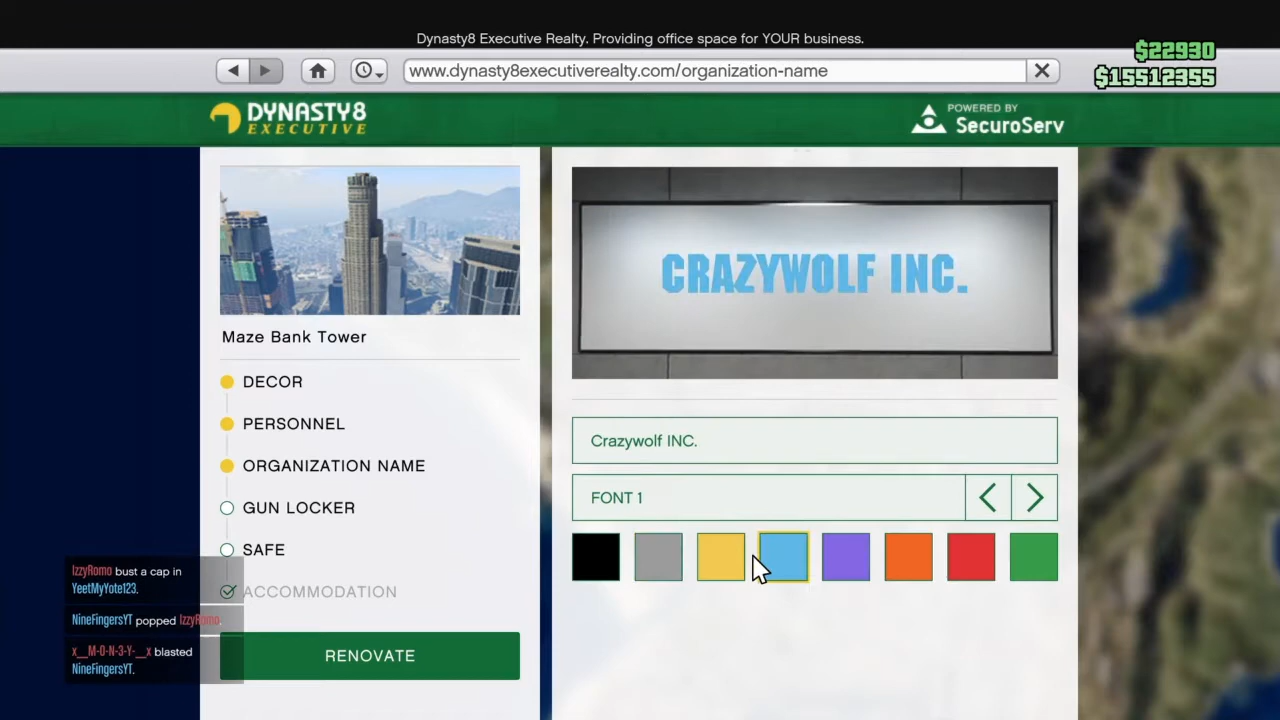 Dynasty8 Executive Realty. Providing office space for YOUR business.
$22930
$15512355
www.dynasty8executiverealty.com/organization-name
DYNASTY8
EXECUTIVE
POWERED BY
SecuroServ
CRAZYWOLF INC.
Maze Bank Tower
DECOR
PERSONNEL
ORGANIZATION NAME
GUN LOCKER
SAFE
ACCOMMODATION
RENOVATE
Crazywolf INC.
FONT 1
IzzyRomo bust a cap in
YeetMyYote123.
NineFingersYT popped IzzyRomo.
x__M-0-N-3-Y-__x blasted
NineFingersYT.